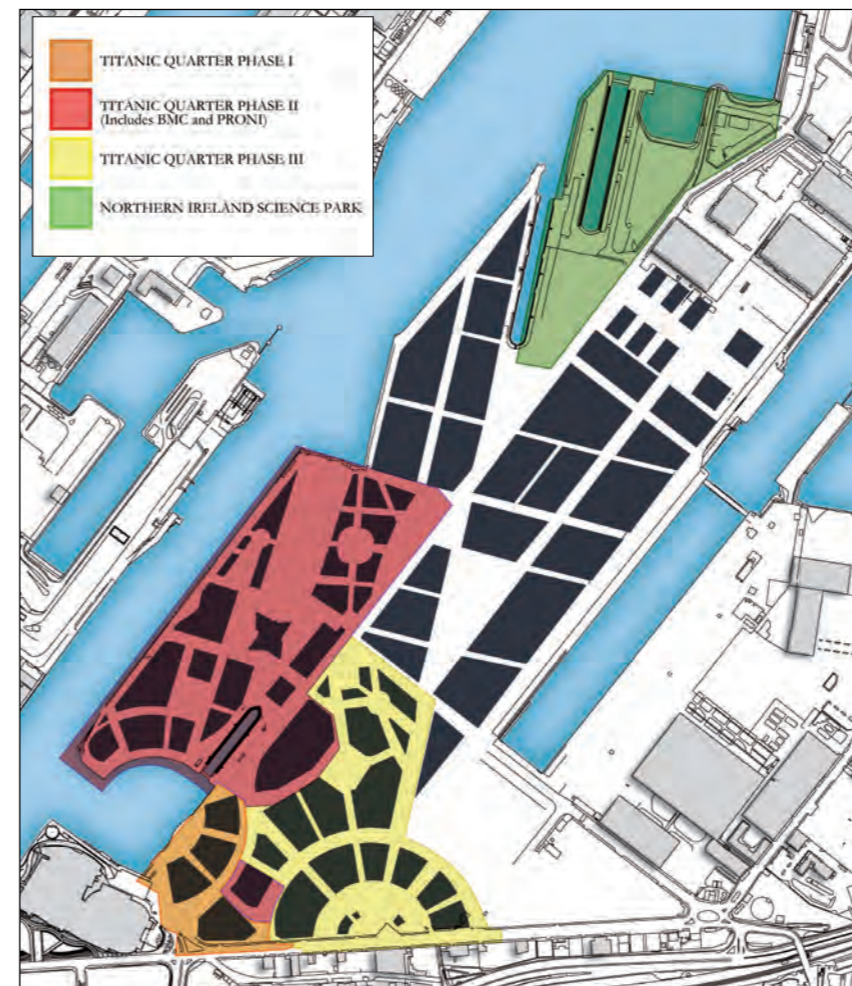 TITANIC QUARTER PHASE I
TITANIC QUARTER PHASE II
(Includes BMC and PRONI)
TITANIC QUARTER PHASE III
NORTHERN IRELAND SCIENCE PARK